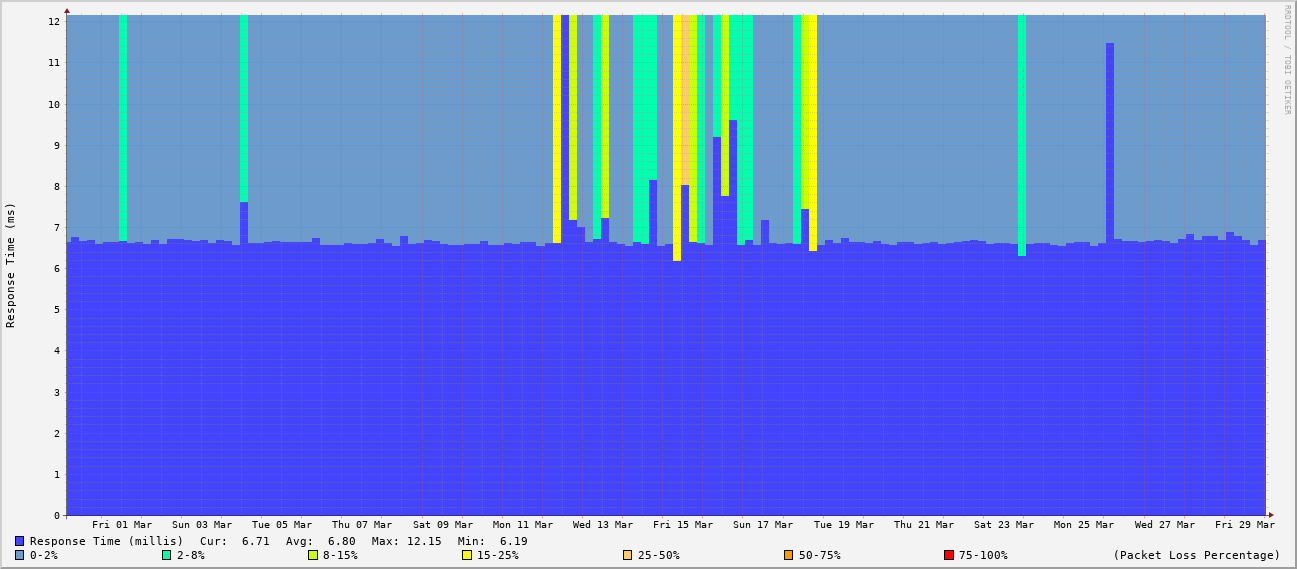 RRDTOOL / TOBI OETIKER
Response Time (ms)
12
11
10
9
8
7
6
5
4
3
2
1
0
Fri 01 Mar Sun 03 Mar Tue 05 Mar Thu 07 Mar Sat 09 Mar Mon 11 Mar Wed 13 Mar Fri 15 Mar Sun 17 Mar Tue 19 Mar Thu 21 Mar Sat 23 Mar Mon 25 Mar Wed 27 Mar Fri 29 Mar
Response Time (millis) Cur: 6.71 Avg: 6.80 Max: 12.15 Min: 6.19
0-2% 2-8% 8-15% 15-25% 25-50% 50-75% 75-100% (Packet Loss Percentage)